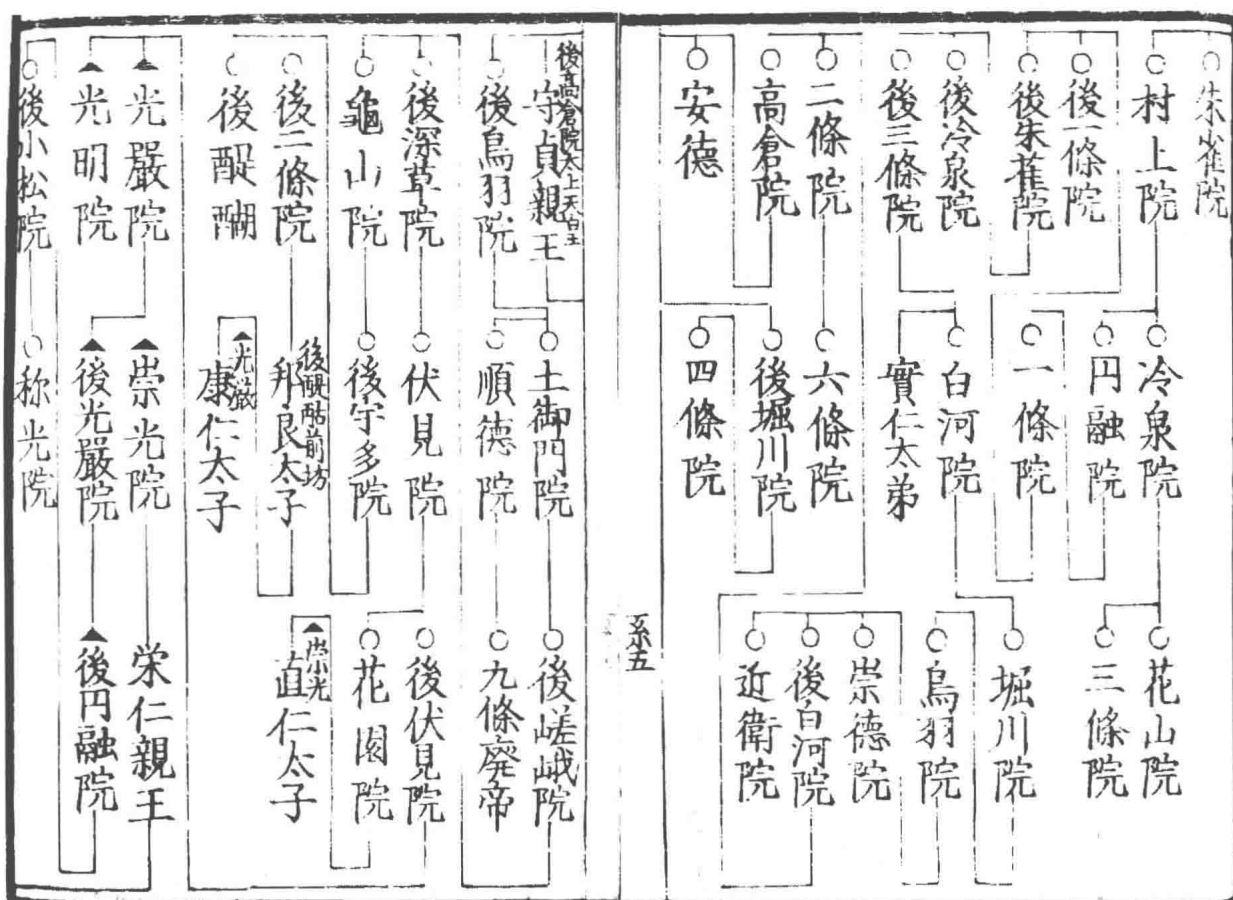 朱雀院
村上院
後一條院
後朱雀院
後冷泉院
後三條院
二條院
高倉院
安德
冷泉院
円融院
一條院
白河院
實仁太弟
六條院
後堀川院
四條院
花山院
三條院
堀川院
鳥羽院
崇德院
後白河院
近衛院
系五
後高倉院太上天白王
守貞親王
後鳥羽院
後深草院
龜山院
後二條院
後醍醐
光嚴院
光明院
後小松院
土御門院
順德院
伏見院
後宇多院
後醍醐前坊
邦良太子
光嚴
康仁太子
崇光院
後光嚴院
称光院
後嵯峨院
九條廢帝
後伏見院
花園院
崇光
直仁太子
栄仁親王
後円融院